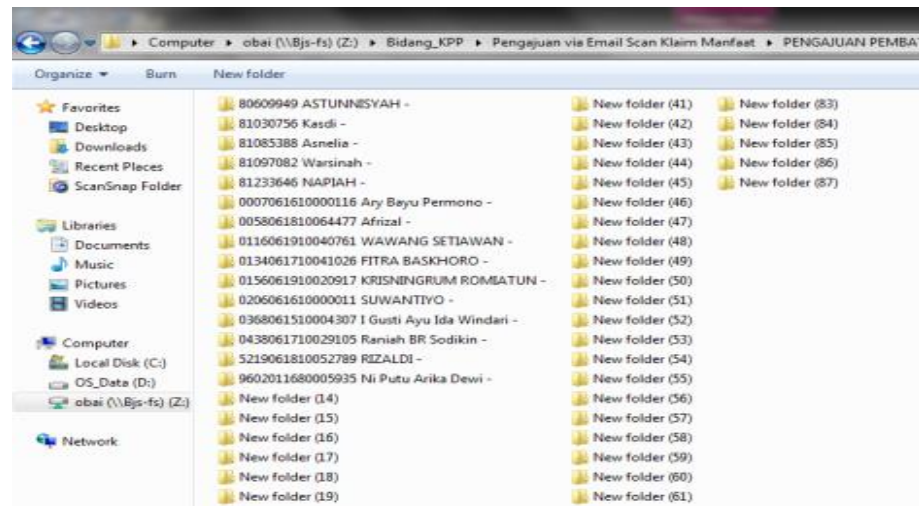 Computer ▸ obai (\\Bjs-fs) (Z:) ▸ Bidang_KPP ▸ Pengajuan via Email Scan Klaim Manfaat ▸ PENGAJUAN PEMBA
Organize Burn New folder
Favorites
Desktop
Downloads
Recent Places
ScanSnap Folder
Libraries
Documents
Music
Pictures
Videos
Computer
Local Disk (C:)
OS_Data (D:)
obai (\\Bjs-fs) (Z:)
Network
80609949 ASTUNNISYAH -
81030756 Kasdi -
81085388 Asnelia -
81097082 Warsinah -
81233646 NAPIAH -
0007061610000116 Ary Bayu Permono -
0058061810064477 Afrizal -
0116061910040761 WAWANG SETIAWAN -
0134061710041026 FITRA BASKHORO -
0156061910020917 KRISNINGRUM ROMIATUN -
0206061610000011 SUWANTIYO -
0368061510004307 I Gusti Ayu Ida Windari -
0438061710029105 Raniah BR Sodikin -
5219061810052789 RIZALDI -
9602011680005935 Ni Putu Arika Dewi -
New folder (14)
New folder (15)
New folder (16)
New folder (17)
New folder (18)
New folder (19)
New folder (41)
New folder (42)
New folder (43)
New folder (44)
New folder (45)
New folder (46)
New folder (47)
New folder (48)
New folder (49)
New folder (50)
New folder (51)
New folder (52)
New folder (53)
New folder (54)
New folder (55)
New folder (56)
New folder (57)
New folder (58)
New folder (59)
New folder (60)
New folder (61)
New folder (83)
New folder (84)
New folder (85)
New folder (86)
New folder (87)